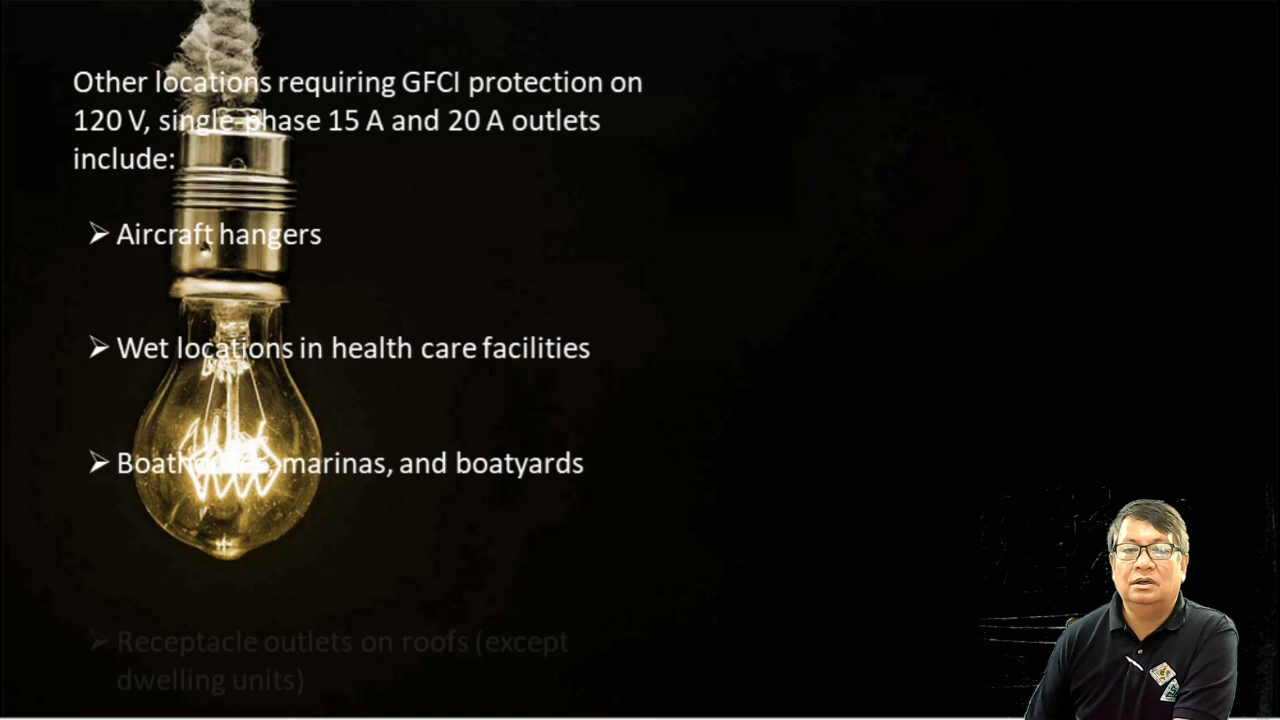 Other locations requiring GFCI protection on
120 V, single-phase 15 A and 20 A outlets
include:
➢ Aircraft hangers
➢ Wet locations in health care facilities
➢ Boathouses, marinas, and boatyards
➢ Receptacle outlets on roofs (except
dwelling units)